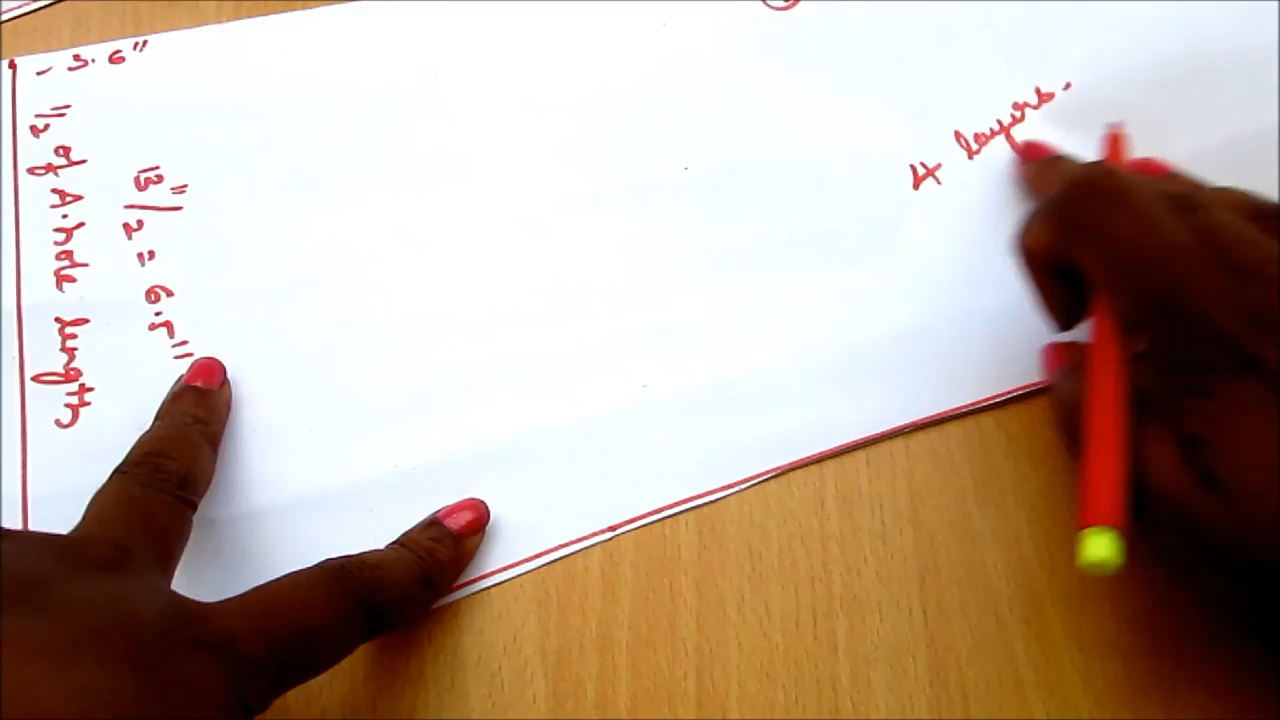 3.6"
½ of A.hole length
13"/2 = 6.5"
4 layers.